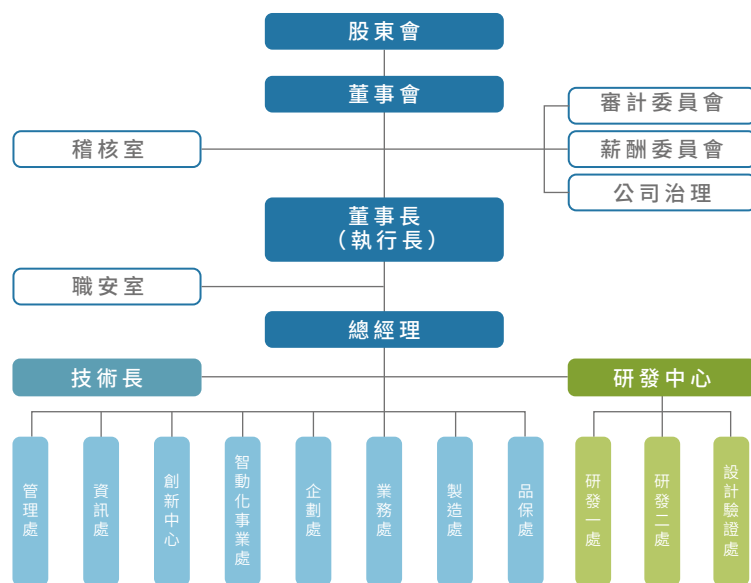 股東會
董事會
審計委員會
稽核室
薪酬委員會
公司治理
董事長
(執行長)
職安室
總經理
技術長
研發中心
管理處
資訊處
創新中心
智動化事業處
企劃處
業務處
製造處
品保處
研發一處
研發二處
設計驗證處